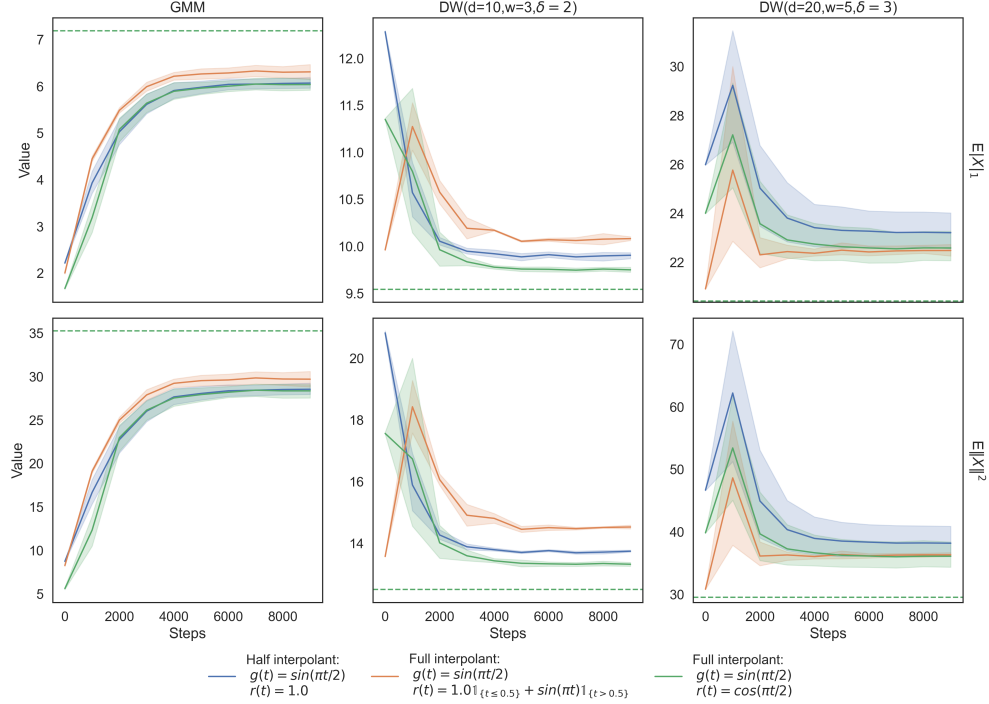 GMM
DW(d=10,w=3,δ = 2)
DW(d=20,w=5,δ = 3)
7
6
5
4
3
2
Value
12.0
11.5
11.0
10.5
10.0
9.5
30
28
26
24
22
E|X|₁
35
30
25
20
15
10
5
Value
20
18
16
14
70
60
50
40
30
E‖X‖²
0 2000 4000 6000 8000
0 2000 4000 6000 8000
0 2000 4000 6000 8000
Steps
Steps
Steps
Half interpolant:
g(t) = sin(πt/2)
r(t) = 1.0
Full interpolant:
g(t) = sin(πt/2)
r(t) = 1.0𝟙{t≤0.5} + sin(πt)𝟙{t>0.5}
Full interpolant:
g(t) = sin(πt/2)
r(t) = cos(πt/2)